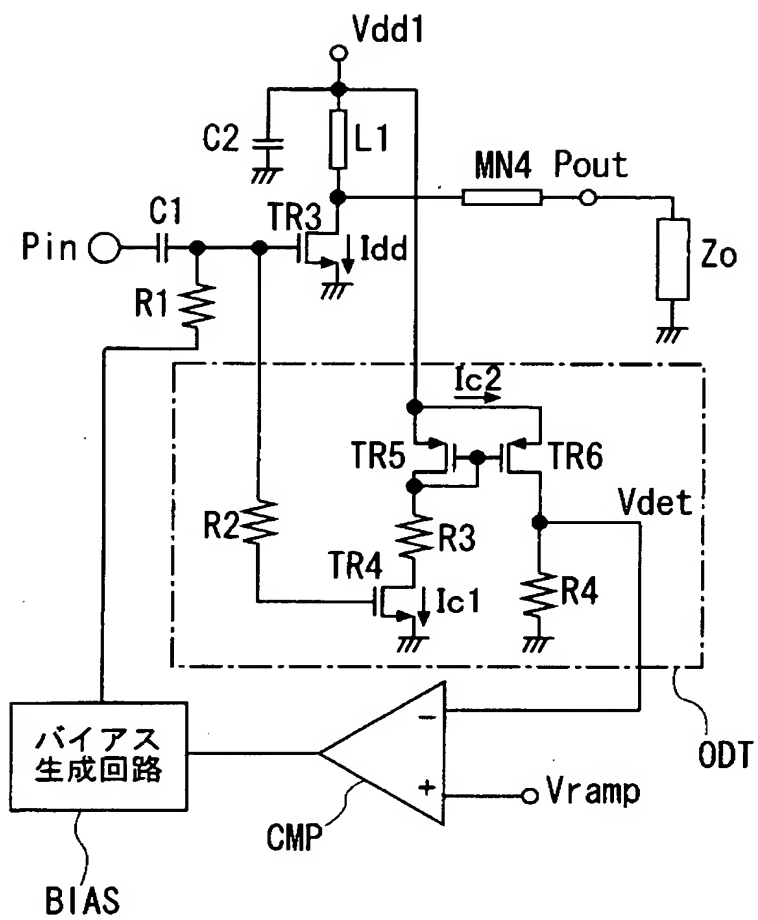 Vdd1
C2
L1
MN4 Pout
C1
TR3
Pin
Idd
Zo
R1
Ic2
TR5
TR6
Vdet
R2
R3
TR4
Ic1
R4
バイアス
生成回路
−
+
ODT
Vramp
CMP
BIAS